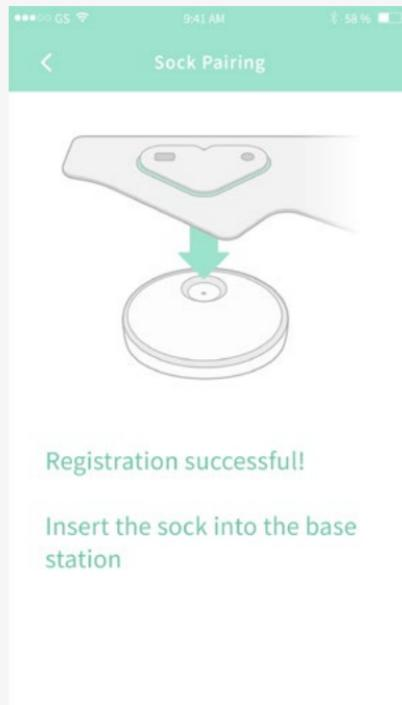 GS 9:41 AM 58 %
Sock Pairing
Registration successful!
Insert the sock into the base
station